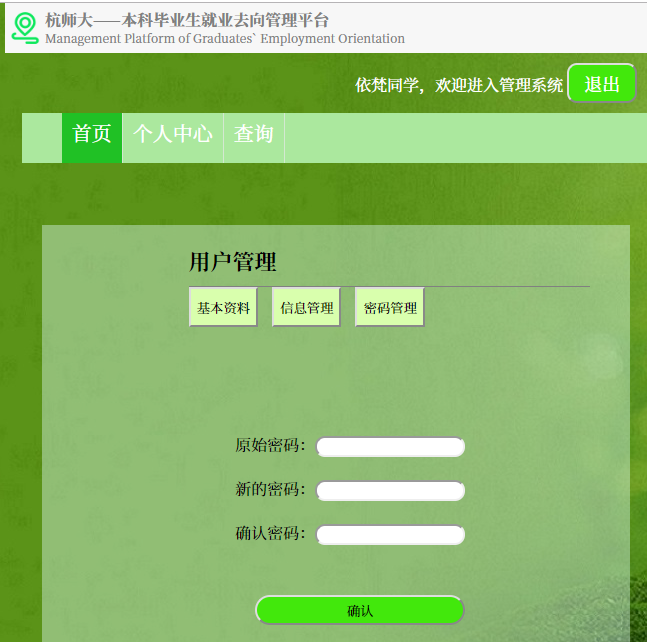 杭师大——本科毕业生就业去向管理平台
Management Platform of Graduates` Employment Orientation
依梵同学，欢迎进入管理系统 退出
首页 个人中心 查询
用户管理
基本资料 信息管理 密码管理
原始密码：
新的密码：
确认密码：
确认